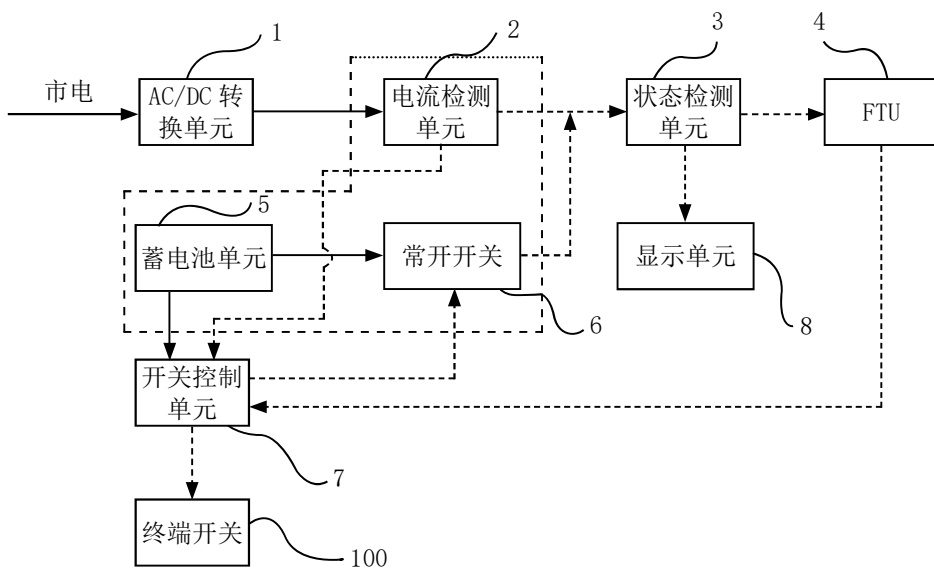 1
2
3
4
市电
AC/DC 转
换单元
电流检测
单元
状态检测
单元
FTU
5
蓄电池单元
常开开关
显示单元
6
8
开关控制
单元
7
终端开关
100